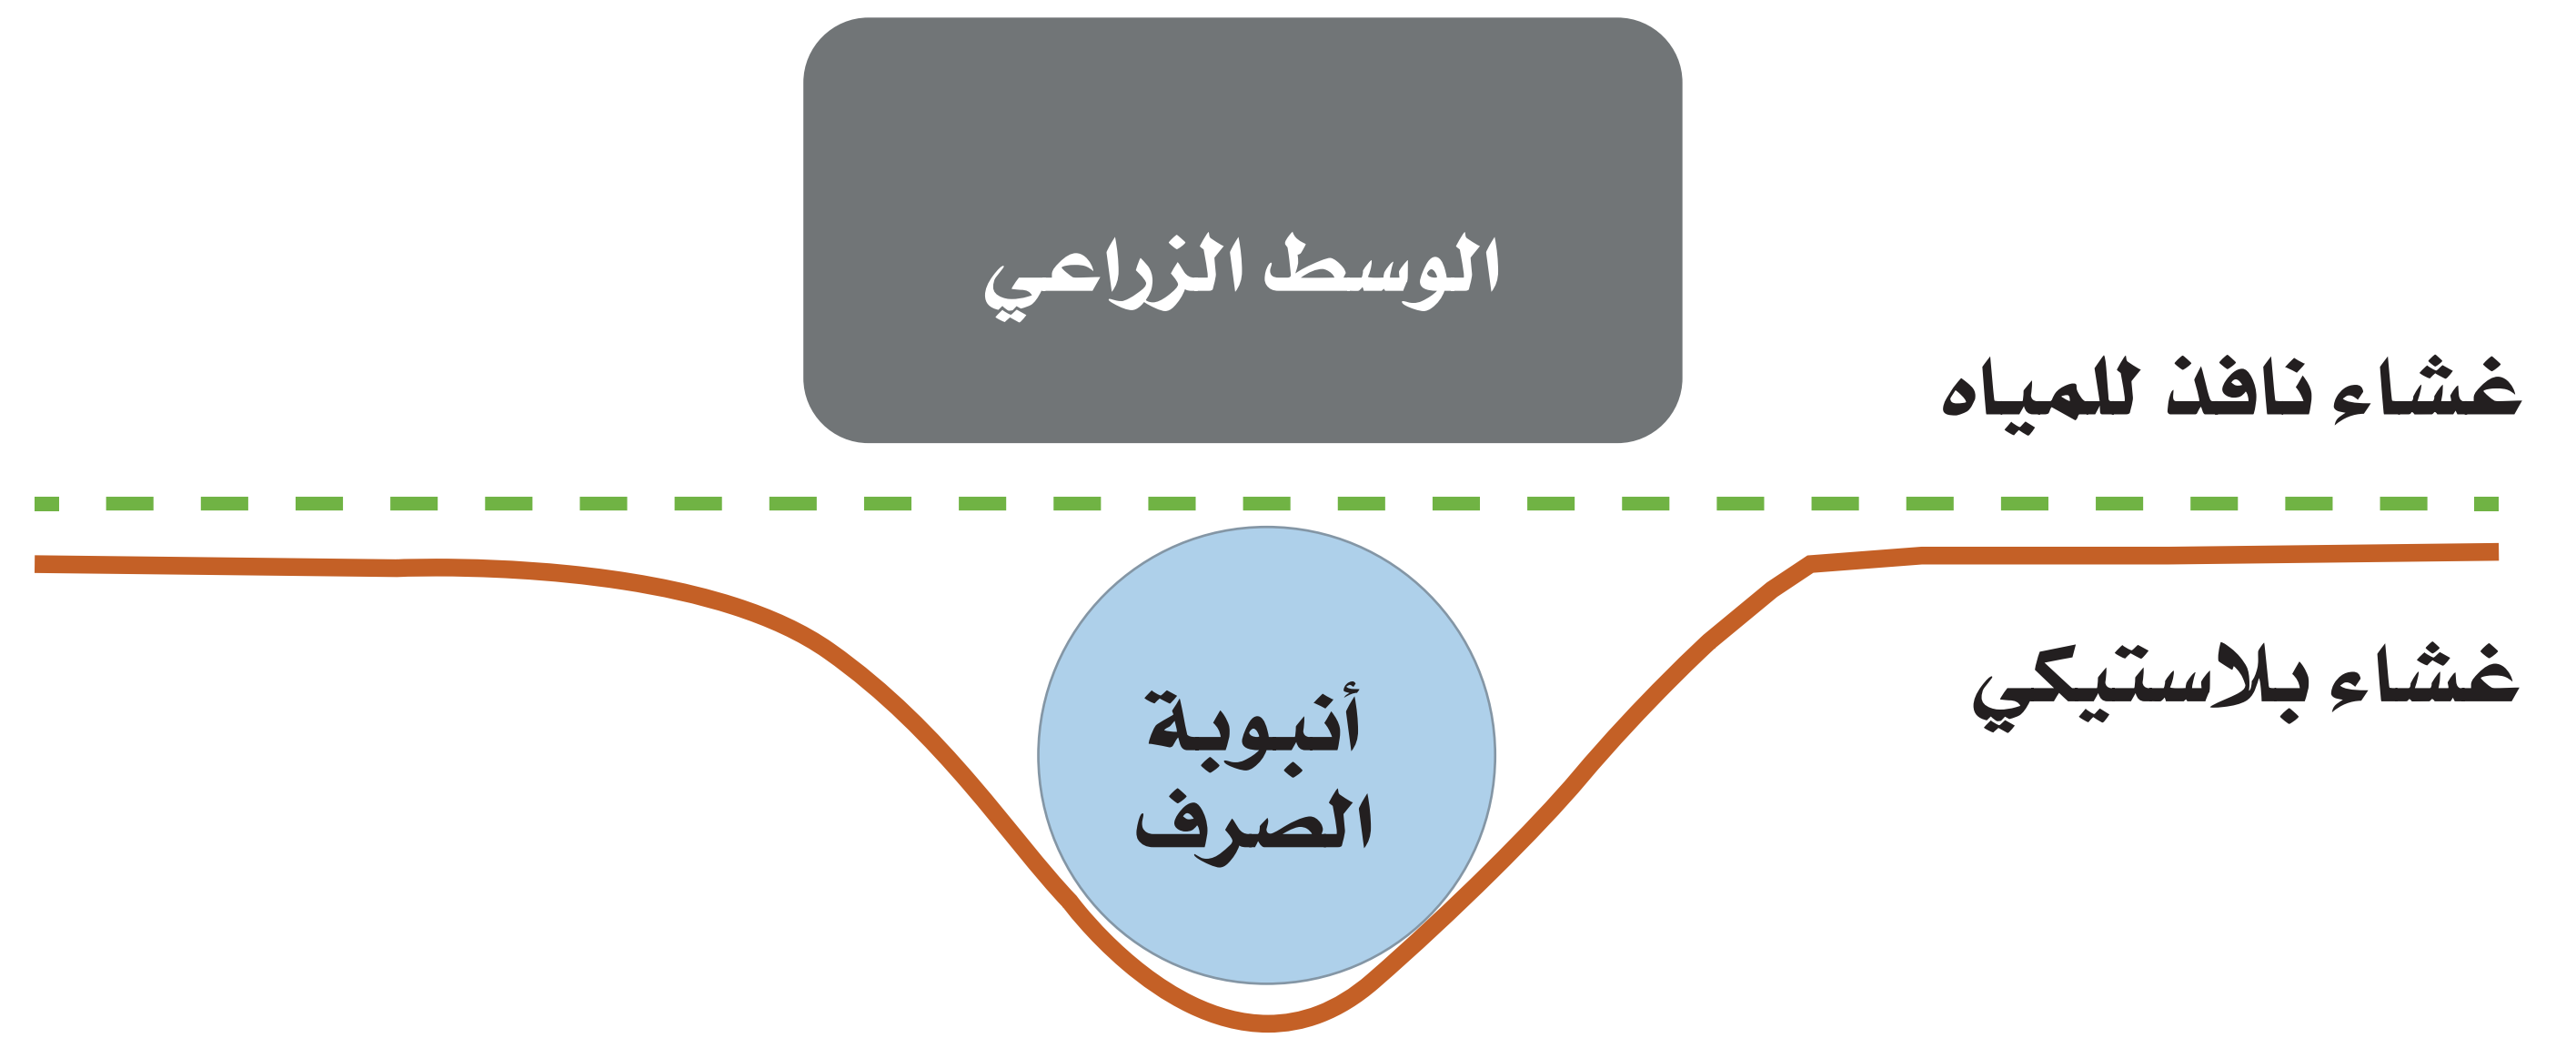 الوسط الزراعي
غشاء نافذ للمياه
غشاء بلاستيكي
أنبوبة
الصرف